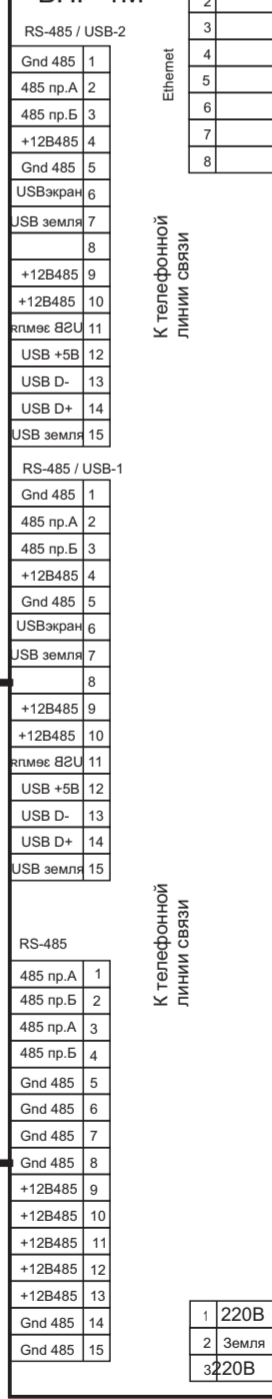 RS-485 / USB-2
Gnd 485 1
485 пр.А 2
485 пр.Б 3
+12В485 4
Gnd 485 5
USBэкран 6
USB земля 7
8
+12В485 9
+12В485 10
USB земля 11
USB +5В 12
USB D- 13
USB D+ 14
USB земля 15
RS-485 / USB-1
Gnd 485 1
485 пр.А 2
485 пр.Б 3
+12В485 4
Gnd 485 5
USBэкран 6
USB земля 7
8
+12В485 9
+12В485 10
USB земля 11
USB +5В 12
USB D- 13
USB D+ 14
USB земля 15
RS-485
485 пр.А 1
485 пр.Б 2
485 пр.А 3
485 пр.Б 4
Gnd 485 5
Gnd 485 6
Gnd 485 7
Gnd 485 8
+12В485 9
+12В485 10
+12В485 11
+12В485 12
+12В485 13
Gnd 485 14
Gnd 485 15
Ethernet
2
3
4
5
6
7
8
К телефонной
линии связи
К телефонной
линии связи
1 220В
2 Земля
3 220В